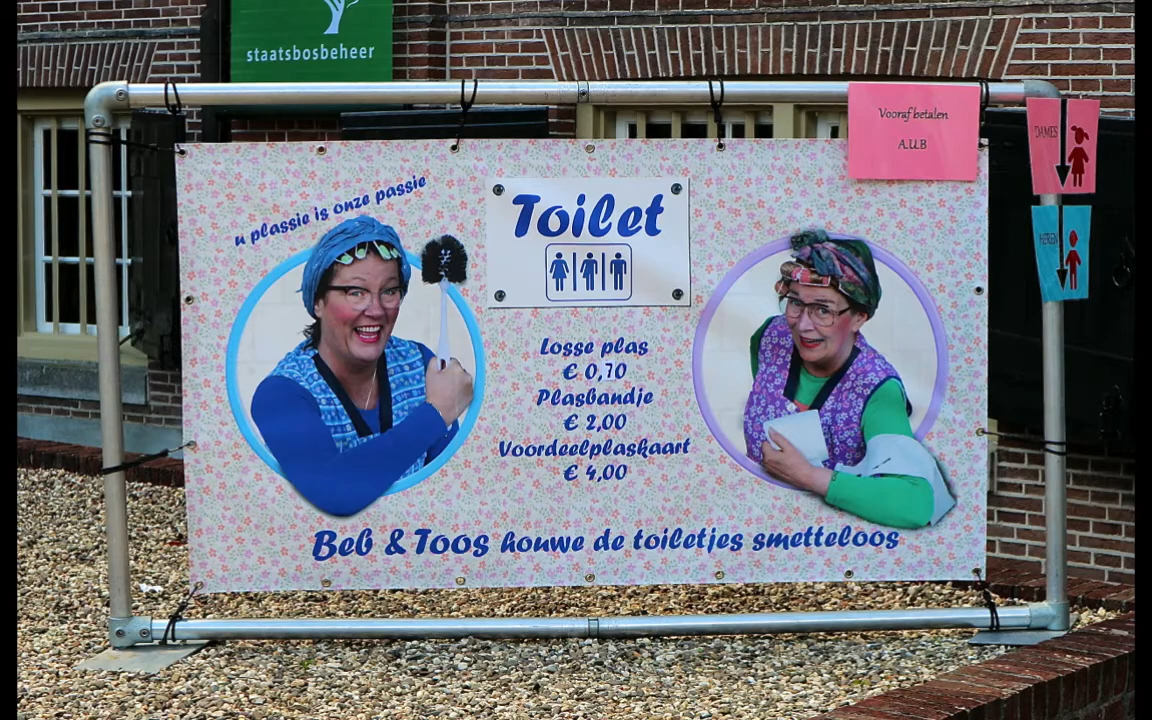 staatsbosbeheer
Vooraf betalen
A.U.B
DAMES
HEREN
u plassie is onze passie
Toilet
Losse plas
€ 0,70
Plasbandje
€ 2,00
Voordeelplaskaart
€ 4,00
Beb & Toos houwe de toiletjes smetteloos